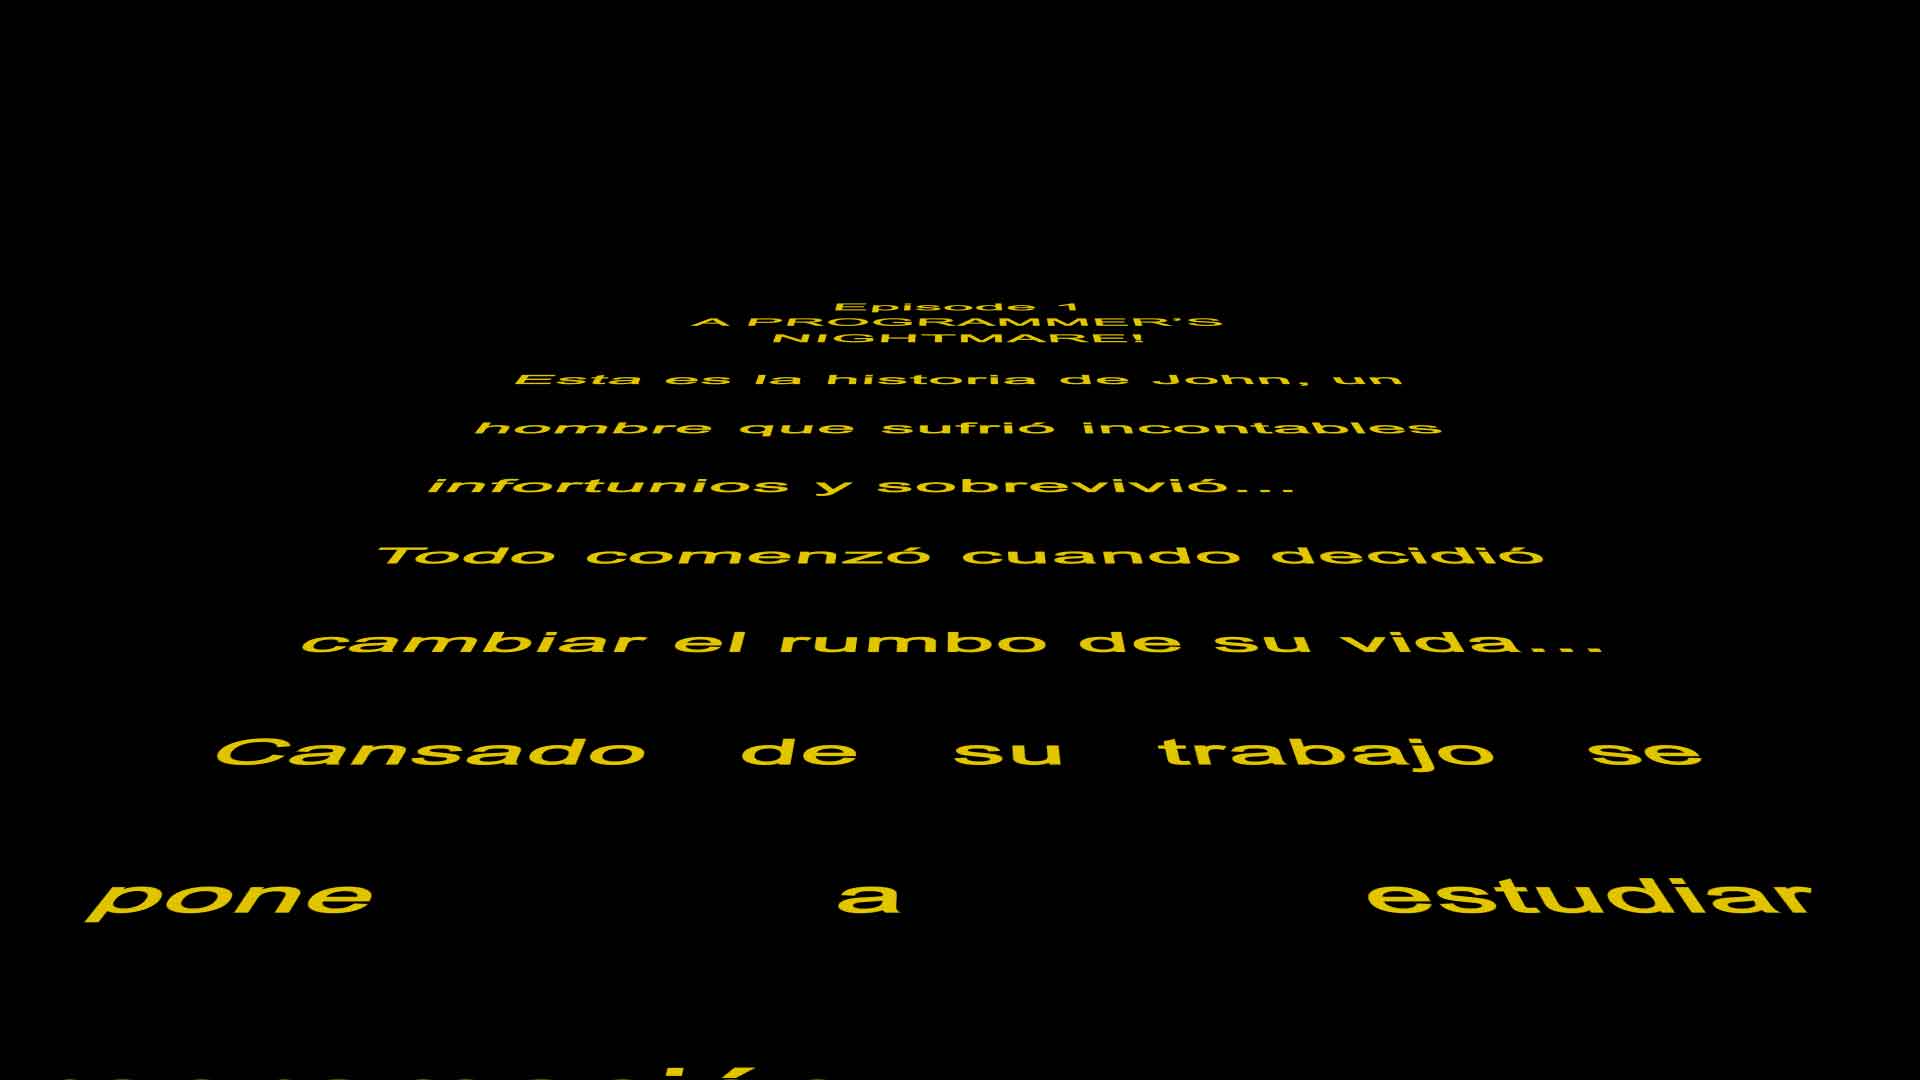 Episode 1
A PROGRAMMER'S
NIGHTMARE!
Esta es la historia de John, un
hombre que sufrió incontables
infortunios y sobrevivió...
Todo comenzó cuando decidió
cambiar el rumbo de su vida...
Cansado de su trabajo se
pone a estudiar